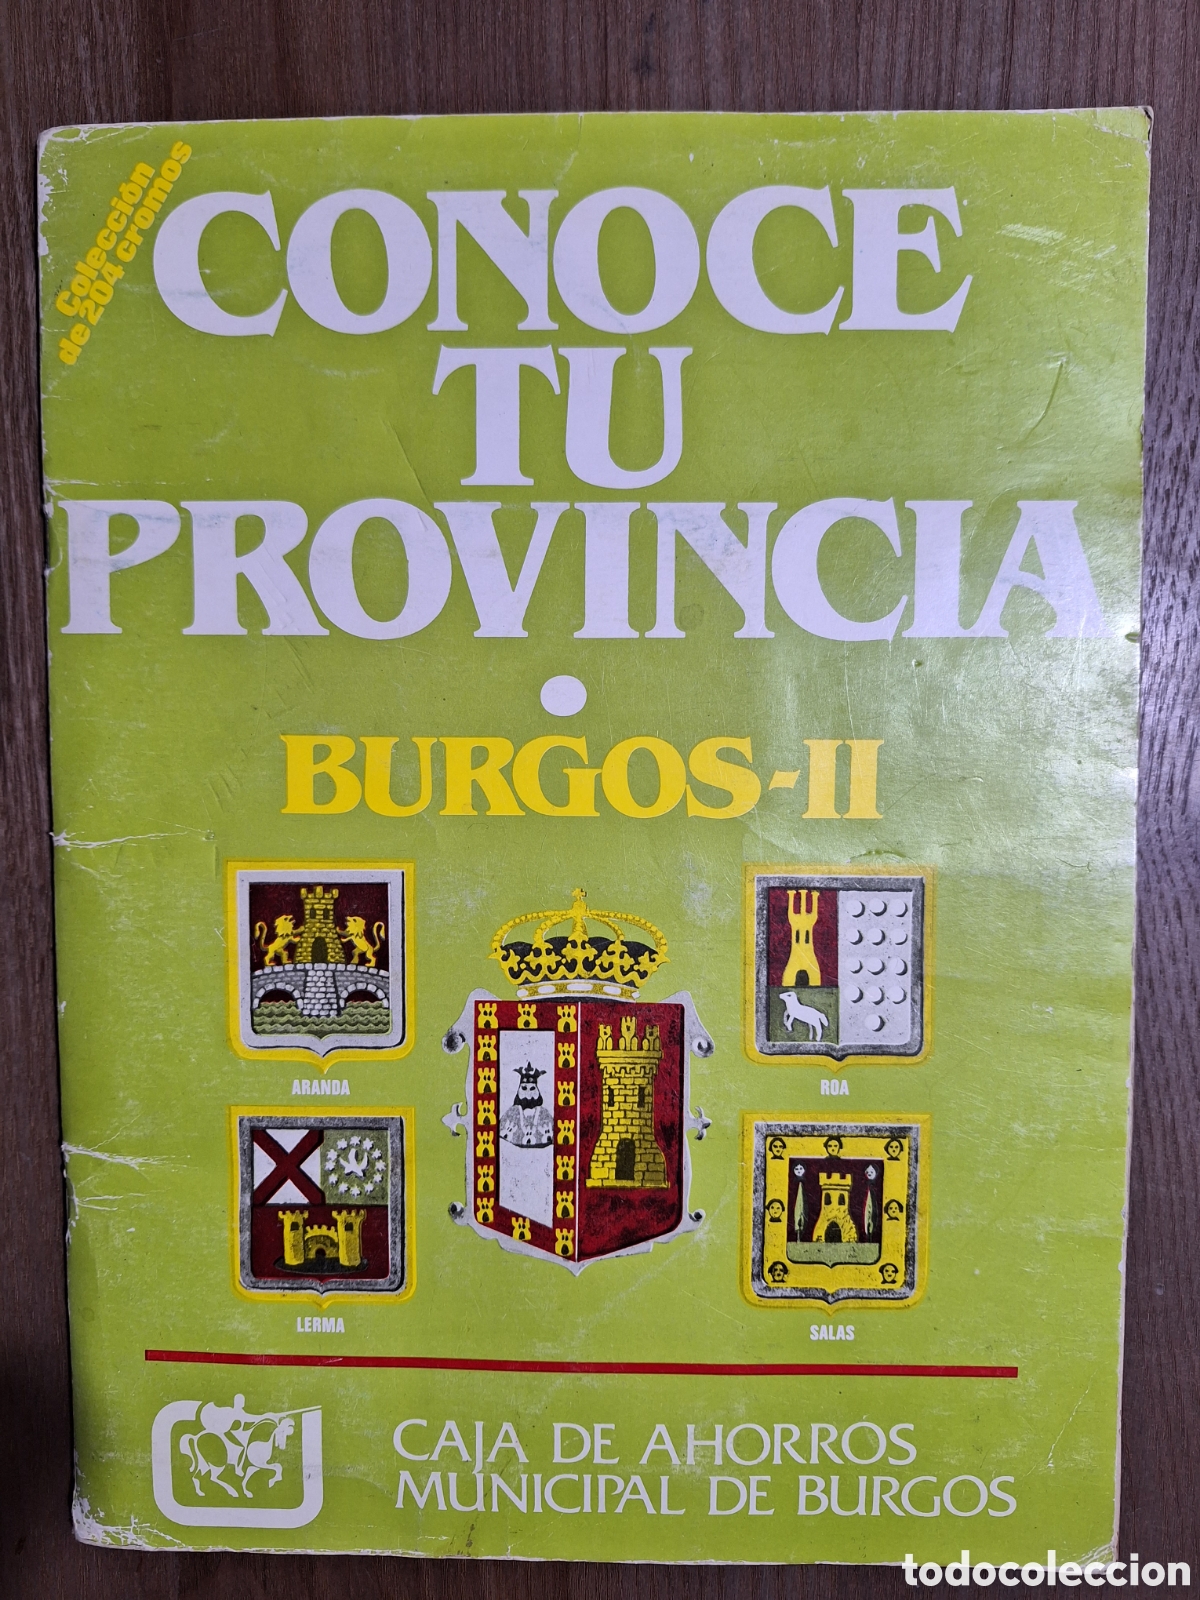 Colección
de 204 cromos
CONOCE
TU
PROVINCIA
BURGOS-II
ARANDA
ROA
LERMA
SALAS
CAJA DE AHORROS
MUNICIPAL DE BURGOS
todocoleccion